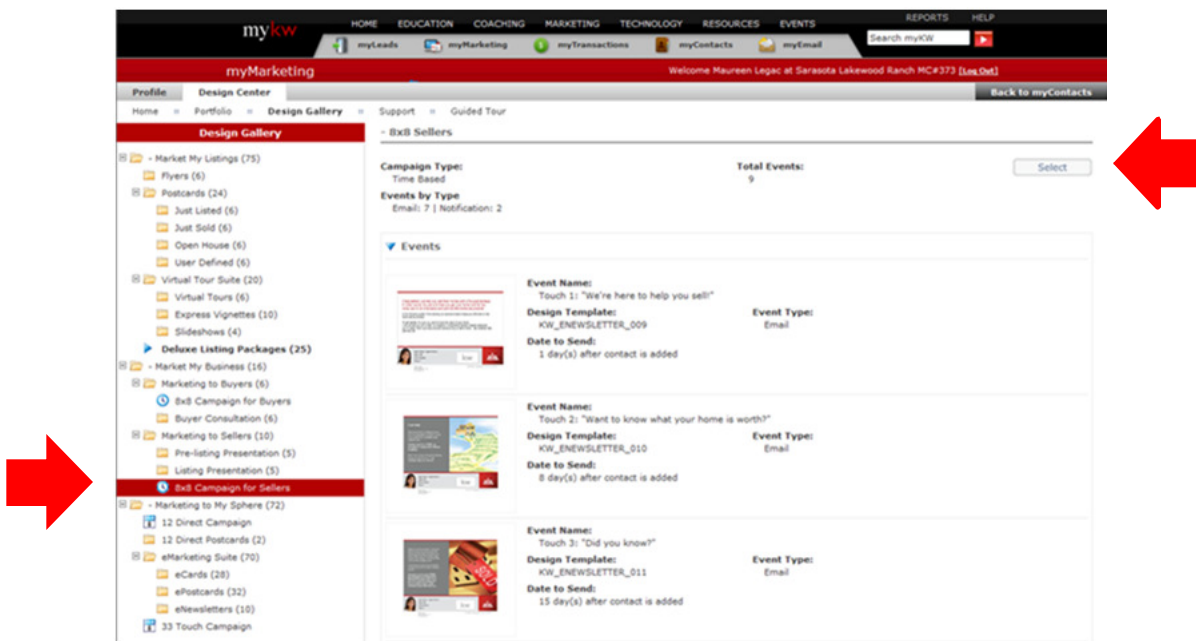 mykw
HOME EDUCATION COACHING MARKETING TECHNOLOGY RESOURCES EVENTS
REPORTS HELP
myLeads myMarketing myTransactions myContacts myEmail
Search myKW
myMarketing
Welcome Maureen Legac at Sarasota Lakewood Ranch MC#373 [Log Out]
Profile Design Center
Back to myContacts
Home Portfolio Design Gallery Support Guided Tour
Design Gallery
- Market My Listings (75)
Flyers (6)
Postcards (24)
Just Listed (6)
Just Sold (6)
Open House (6)
User Defined (6)
Virtual Tour Suite (20)
Virtual Tours (6)
Express Vignettes (10)
Slideshows (4)
Deluxe Listing Packages (25)
- Market My Business (16)
Marketing to Buyers (6)
8x8 Campaign for Buyers
Buyer Consultation (6)
Marketing to Sellers (10)
Pre-listing Presentation (5)
Listing Presentation (5)
8x8 Campaign for Sellers
- Marketing to My Sphere (72)
12 Direct Campaign
12 Direct Postcards (2)
eMarketing Suite (70)
eCards (28)
ePostcards (32)
eNewsletters (10)
33 Touch Campaign
- 8x8 Sellers
Campaign Type:
Time Based
Total Events:
9
Select
Events by Type
Email: 7 | Notification: 2
Events
Event Name:
Touch 1: "We're here to help you sell!"
Design Template:
KW_ENEWSLETTER_009
Event Type:
Email
Date to Send:
1 day(s) after contact is added
Event Name:
Touch 2: "Want to know what your home is worth?"
Design Template:
KW_ENEWSLETTER_010
Event Type:
Email
Date to Send:
8 day(s) after contact is added
Event Name:
Touch 3: "Did you know?"
Design Template:
KW_ENEWSLETTER_011
Event Type:
Email
Date to Send:
15 day(s) after contact is added
SOLD